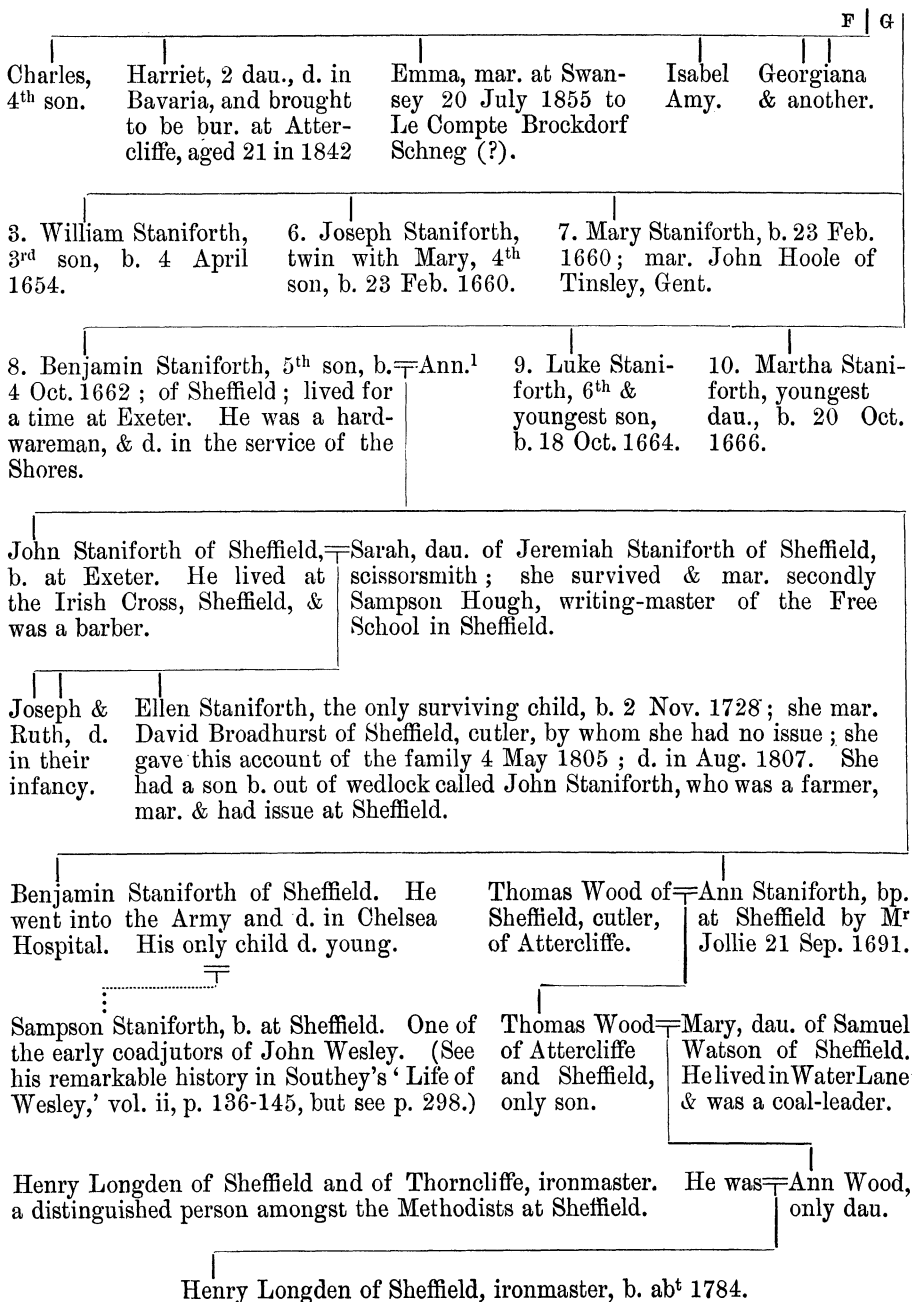 F | G
Charles,
4th son.
Harriet, 2 dau., d. in
Bavaria, and brought
to be bur. at Atter-
cliffe, aged 21 in 1842
Emma, mar. at Swan-
sey 20 July 1855 to
Le Compte Brockdorf
Schneg (?).
Isabel
Amy.
Georgiana
& another.
3. William Staniforth,
3rd son, b. 4 April
1654.
6. Joseph Staniforth,
twin with Mary, 4th
son, b. 23 Feb. 1660.
7. Mary Staniforth, b. 23 Feb.
1660; mar. John Hoole of
Tinsley, Gent.
8. Benjamin Staniforth, 5th son, b.
4 Oct. 1662; of Sheffield; lived for
a time at Exeter. He was a hard-
wareman, & d. in the service of the
Shores.
Ann.1
9. Luke Stani-
forth, 6th &
youngest son,
b. 18 Oct. 1664.
10. Martha Stani-
forth, youngest
dau., b. 20 Oct.
1666.
John Staniforth of Sheffield,
b. at Exeter. He lived at
the Irish Cross, Sheffield, &
was a barber.
Sarah, dau. of Jeremiah Staniforth of Sheffield,
scissorsmith; she survived & mar. secondly
Sampson Hough, writing-master of the Free
School in Sheffield.
Joseph &
Ruth, d.
in their
infancy.
Ellen Staniforth, the only surviving child, b. 2 Nov. 1728; she mar.
David Broadhurst of Sheffield, cutler, by whom she had no issue; she
gave this account of the family 4 May 1805; d. in Aug. 1807. She
had a son b. out of wedlock called John Staniforth, who was a farmer,
mar. & had issue at Sheffield.
Benjamin Staniforth of Sheffield. He
went into the Army and d. in Chelsea
Hospital. His only child d. young.
Thomas Wood of
Sheffield, cutler,
of Attercliffe.
Ann Staniforth, bp.
at Sheffield by Mr
Jollie 21 Sep. 1691.
Sampson Staniforth, b. at Sheffield. One of
the early coadjutors of John Wesley. (See
his remarkable history in Southey's 'Life of
Wesley,' vol. ii, p. 136-145, but see p. 298.)
Thomas Wood
of Attercliffe
and Sheffield,
only son.
Mary, dau. of Samuel
Watson of Sheffield.
He lived in Water Lane
& was a coal-leader.
Henry Longden of Sheffield and of Thorncliffe, ironmaster. He was
a distinguished person amongst the Methodists at Sheffield.
Ann Wood,
only dau.
Henry Longden of Sheffield, ironmaster, b. abt 1784.